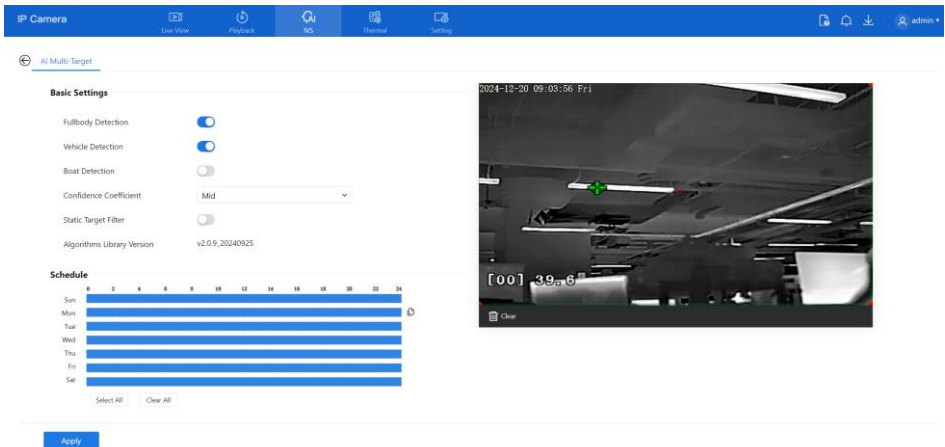 IP Camera
Live View
Playback
IVS
Thermal
Setting
admin
AI Multi-Target
Basic Settings
Fullbody Detection
Vehicle Detection
Boat Detection
Confidence Coefficient Mid
Static Target Filter
Algorithms Library Version v2.0.9_20240925
Schedule
0 2 4 6 8 10 12 14 16 18 20 22 24
Sun
Mon
Tue
Wed
Thu
Fri
Sat
Select All Clear All
Apply
2024-12-20 09:03:56 Fri
[00] 39.6
Clear